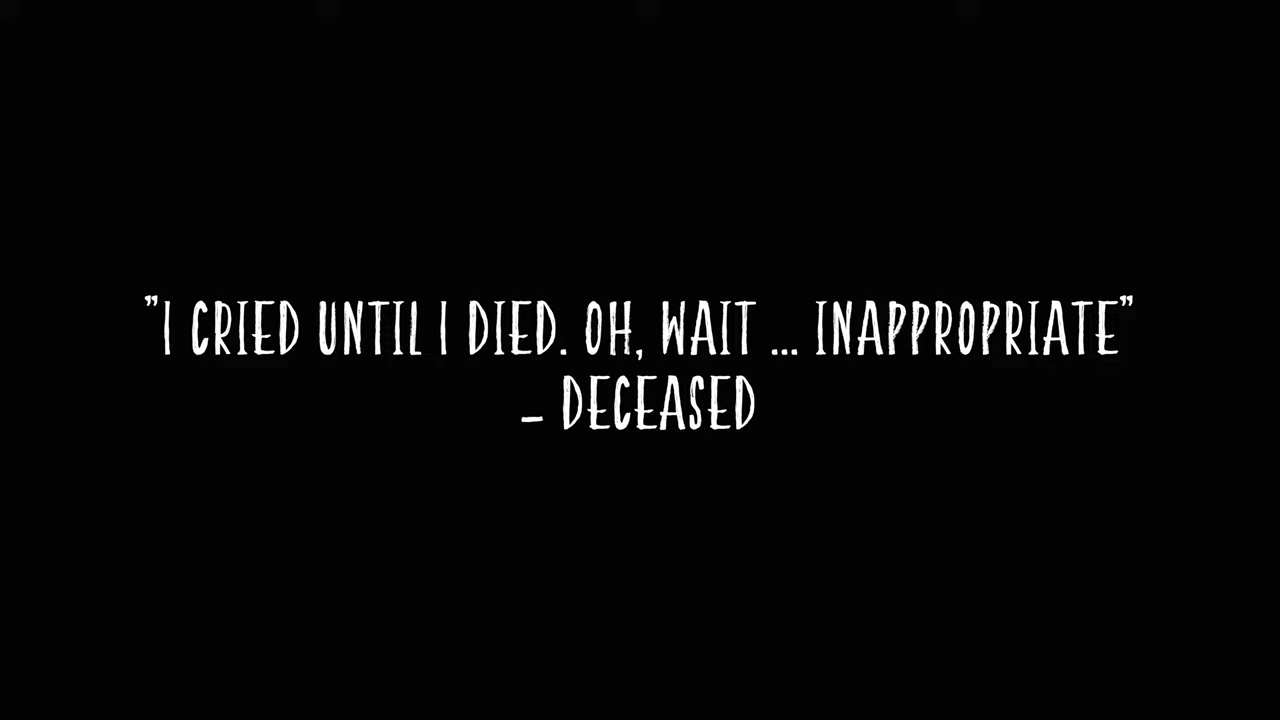 "I CRIED UNTIL I DIED. OH, WAIT ... INAPPROPRIATE"
– DECEASED